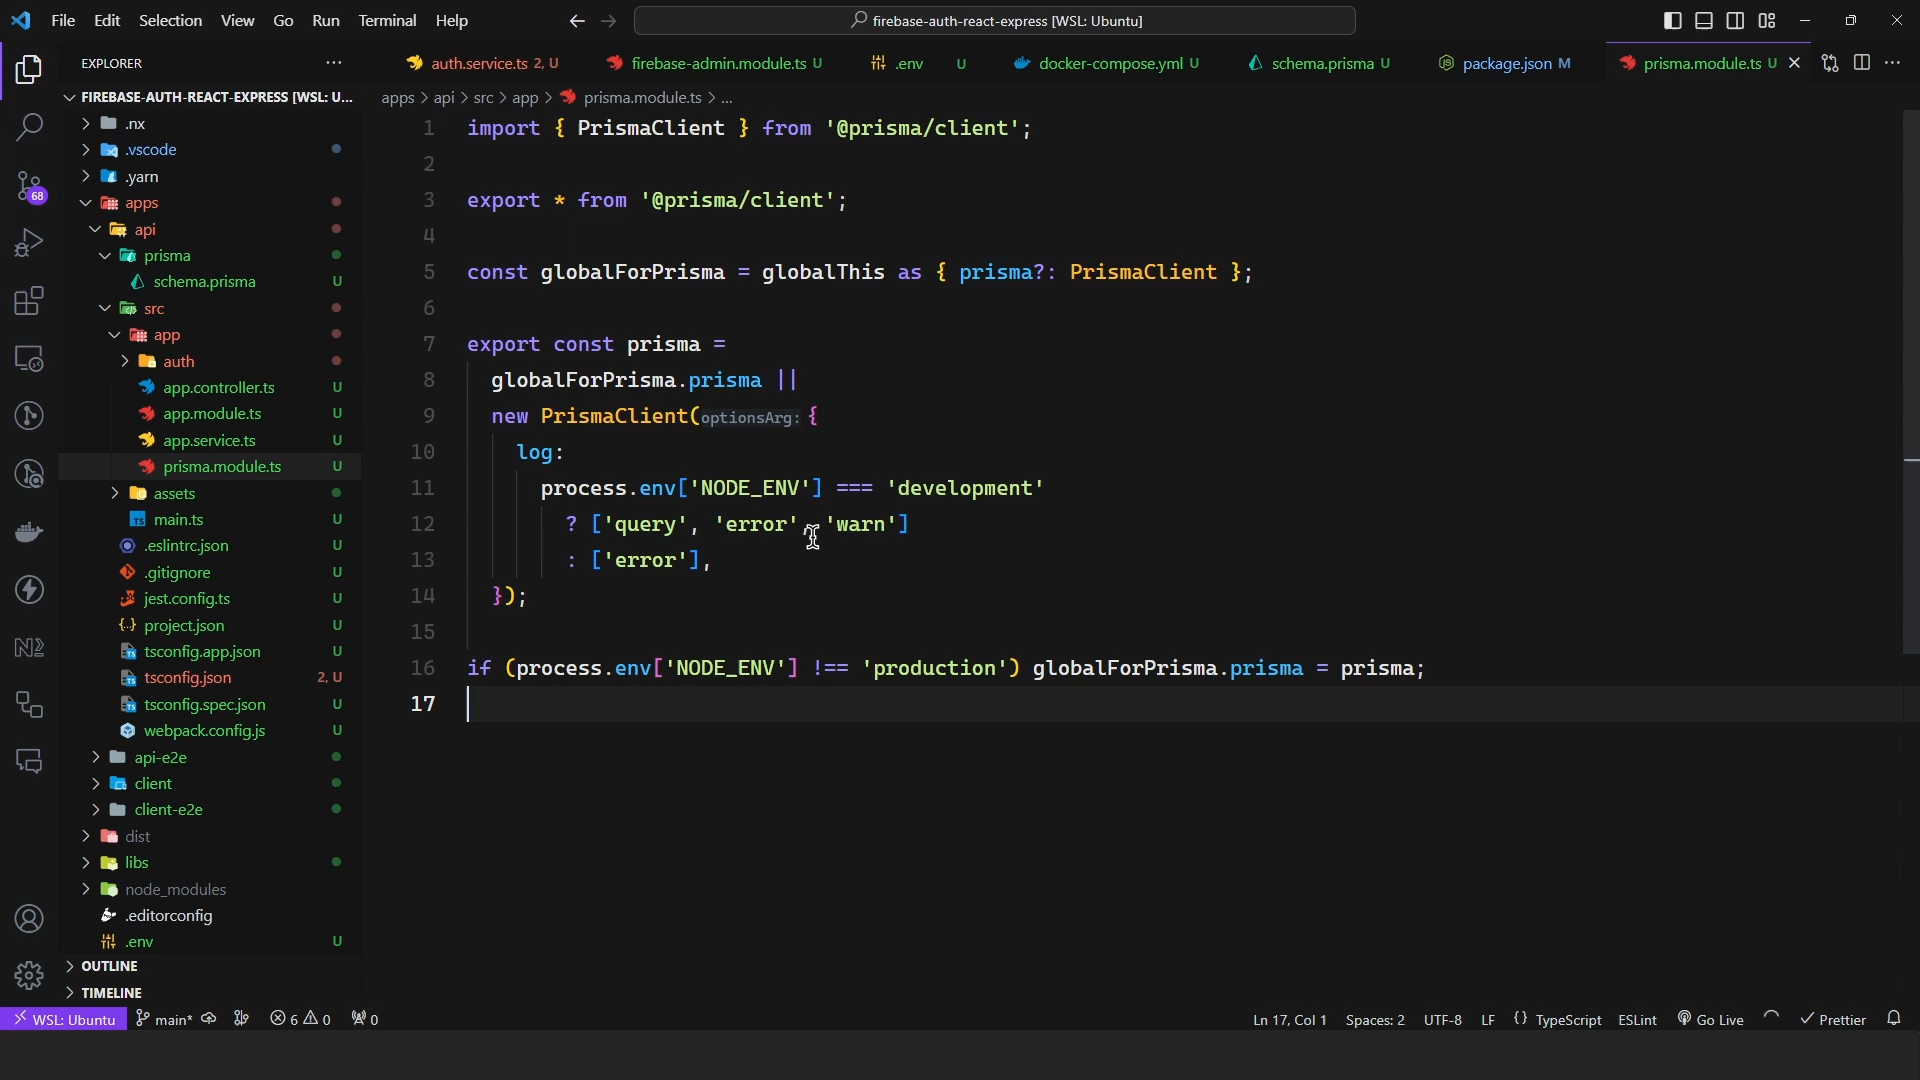 File Edit Selection View Go Run Terminal Help
firebase-auth-react-express [WSL: Ubuntu]
EXPLORER
auth.service.ts 2, U
firebase-admin.module.ts U
.env U
docker-compose.yml U
schema.prisma U
package.json M
prisma.module.ts U
FIREBASE-AUTH-REACT-EXPRESS [WSL: U...
apps > api > src > app > prisma.module.ts > ...
.nx
.vscode
.yarn
apps
api
prisma
schema.prisma U
src
app
auth
app.controller.ts U
app.module.ts U
app.service.ts U
prisma.module.ts U
assets
main.ts U
.eslintrc.json U
.gitignore U
jest.config.ts U
project.json U
tsconfig.app.json U
tsconfig.json 2, U
tsconfig.spec.json U
webpack.config.js U
api-e2e
client
client-e2e
dist
libs
node_modules
.editorconfig
.env U
OUTLINE
TIMELINE
68
1 import { PrismaClient } from '@prisma/client';
2
3 export * from '@prisma/client';
4
5 const globalForPrisma = globalThis as { prisma?: PrismaClient };
6
7 export const prisma =
8 globalForPrisma.prisma ||
9 new PrismaClient(optionsArg: {
10 log:
11 process.env['NODE_ENV'] === 'development'
12 ? ['query', 'error', 'warn']
13 : ['error'],
14 });
15
16 if (process.env['NODE_ENV'] !== 'production') globalForPrisma.prisma = prisma;
17
WSL: Ubuntu main* 6 0 0
Ln 17, Col 1 Spaces: 2 UTF-8 LF {} TypeScript ESLint Go Live Prettier